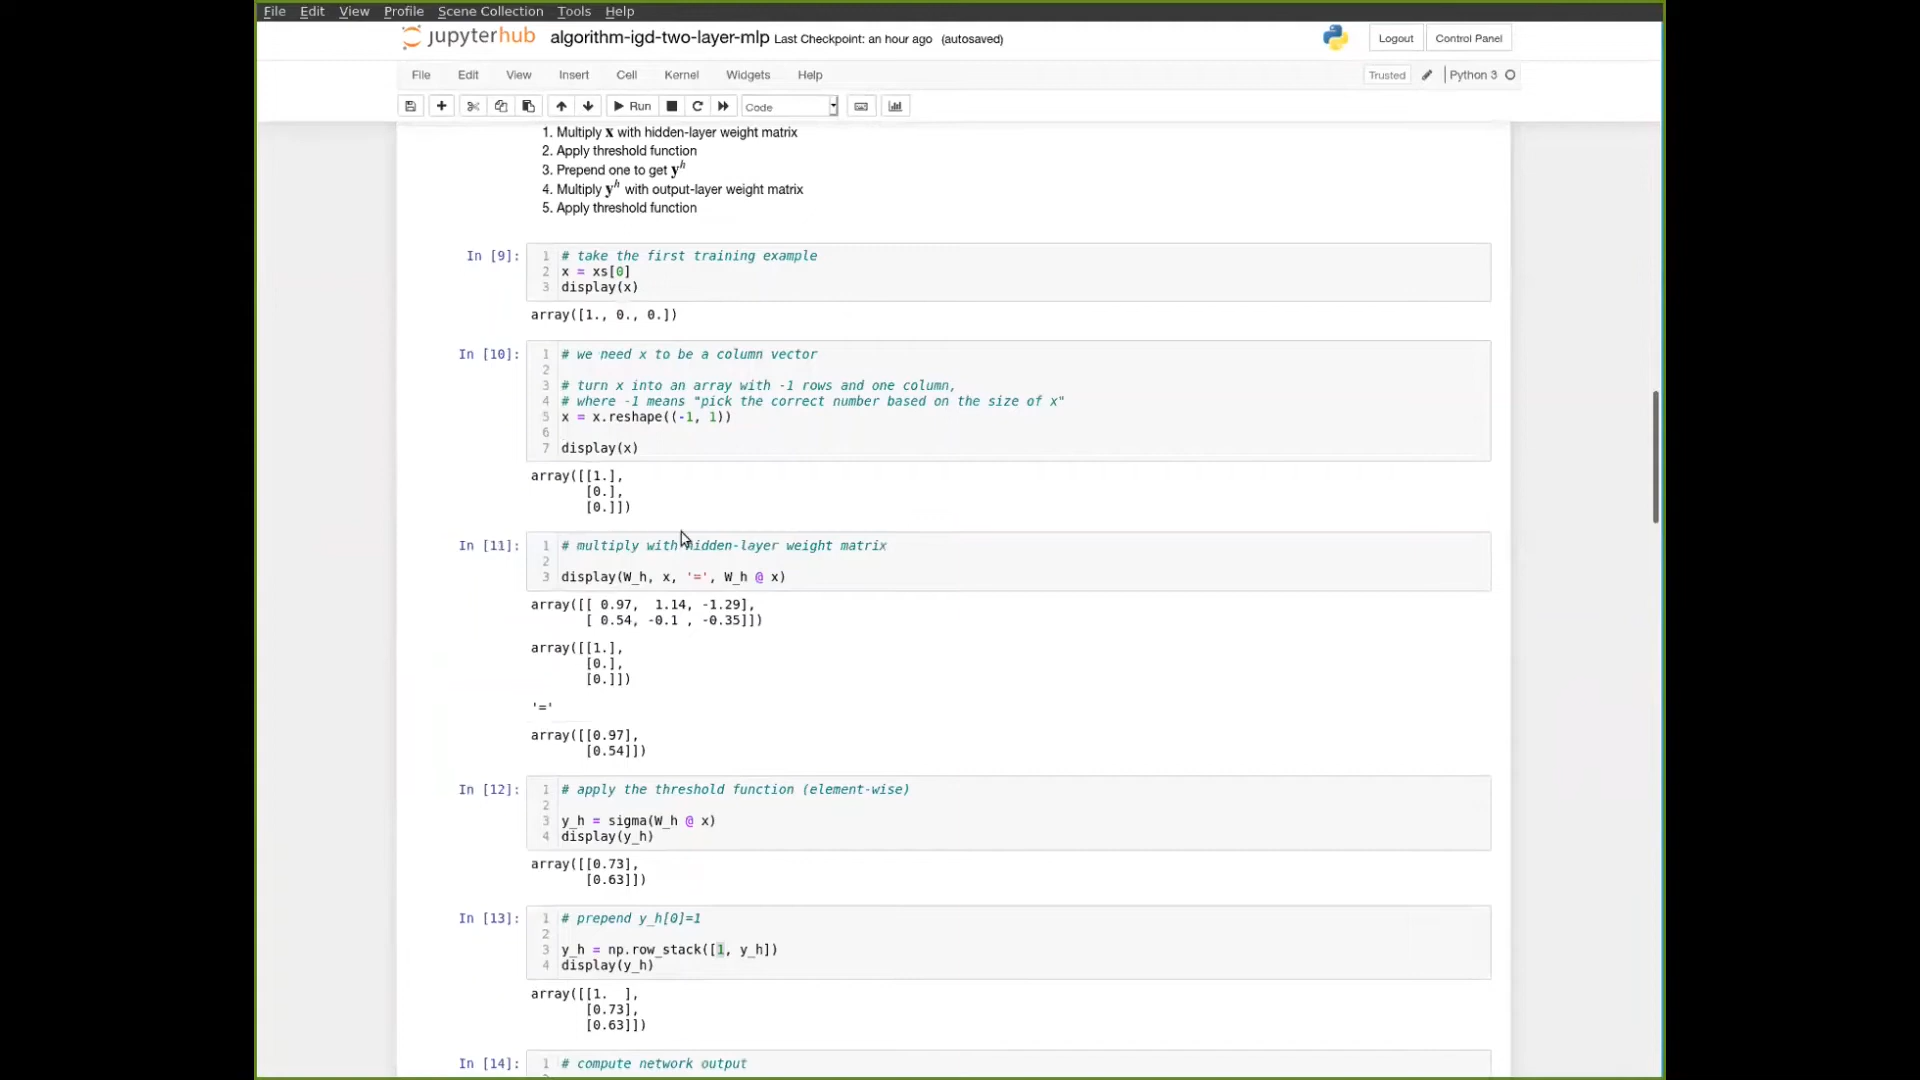 File Edit View Profile Scene Collection Tools Help
jupyterhub algorithm-igd-two-layer-mlp Last Checkpoint: an hour ago (autosaved) Logout Control Panel
File Edit View Insert Cell Kernel Widgets Help Trusted Python 3
Run Code
1. Multiply x with hidden-layer weight matrix
2. Apply threshold function
3. Prepend one to get y^h
4. Multiply y^h with output-layer weight matrix
5. Apply threshold function
In [9]: 1 # take the first training example
2 x = xs[0]
3 display(x)
array([1., 0., 0.])
In [10]: 1 # we need x to be a column vector
2
3 # turn x into an array with -1 rows and one column,
4 # where -1 means "pick the correct number based on the size of x"
5 x = x.reshape((-1, 1))
6
7 display(x)
array([[1.],
[0.],
[0.]])
In [11]: 1 # multiply with hidden-layer weight matrix
2
3 display(W_h, x, '=', W_h @ x)
array([[ 0.97, 1.14, -1.29],
[ 0.54, -0.1 , -0.35]])
array([[1.],
[0.],
[0.]])
'='
array([[0.97],
[0.54]])
In [12]: 1 # apply the threshold function (element-wise)
2
3 y_h = sigma(W_h @ x)
4 display(y_h)
array([[0.73],
[0.63]])
In [13]: 1 # prepend y_h[0]=1
2
3 y_h = np.row_stack([1, y_h])
4 display(y_h)
array([[1. ],
[0.73],
[0.63]])
In [14]: 1 # compute network output